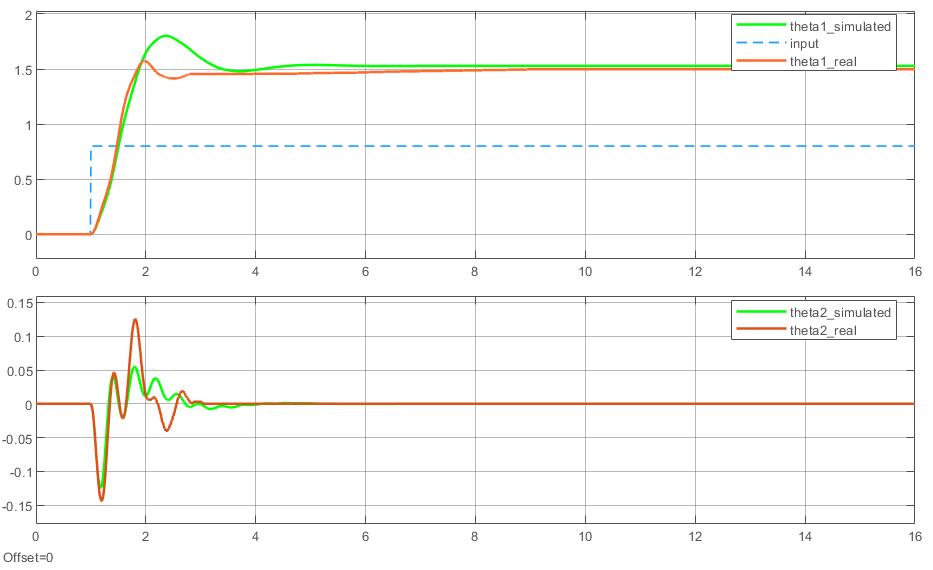 2
theta1_simulated
input
theta1_real
1.5
1
0.5
0
0 2 4 6 8 10 12 14 16
0.15
theta2_simulated
theta2_real
0.1
0.05
0
-0.05
-0.1
-0.15
0 2 4 6 8 10 12 14 16
Offset=0